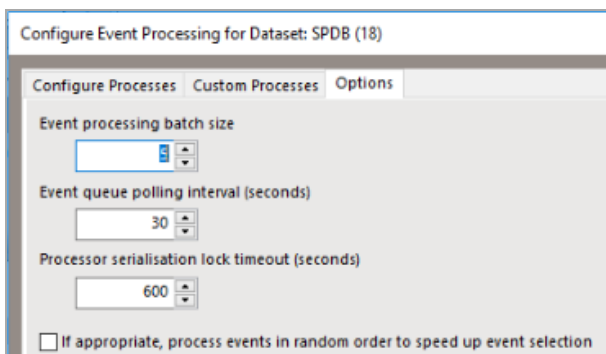 Configure Event Processing for Dataset: SPDB (18)
Configure Processes Custom Processes Options
Event processing batch size
5
Event queue polling interval (seconds)
30
Processor serialisation lock timeout (seconds)
600
If appropriate, process events in random order to speed up event selection